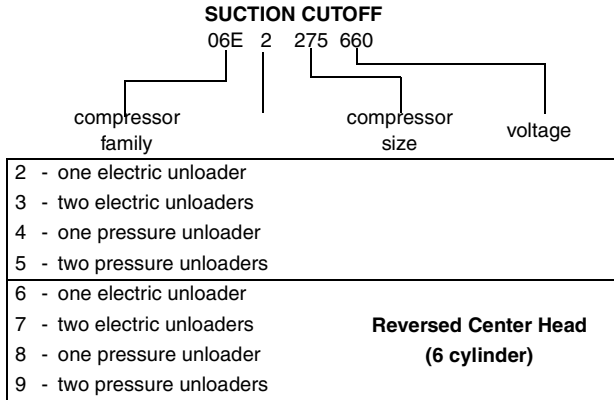 SUCTION CUTOFF
06E 2 275 660
compressor family
compressor size
voltage
2 - one electric unloader
3 - two electric unloaders
4 - one pressure unloader
5 - two pressure unloaders
6 - one electric unloader
7 - two electric unloaders
8 - one pressure unloader
9 - two pressure unloaders
Reversed Center Head
(6 cylinder)